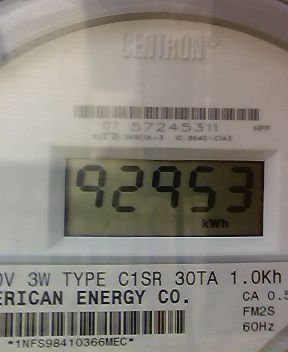 CENTRON®
07 57245311 HPP
92953
kWh
0V 3W TYPE C1SR 30TA 1.0Kh
ERICAN ENERGY CO.
CA 0.5
FM2S
60Hz
*1NFS98410366MEC*